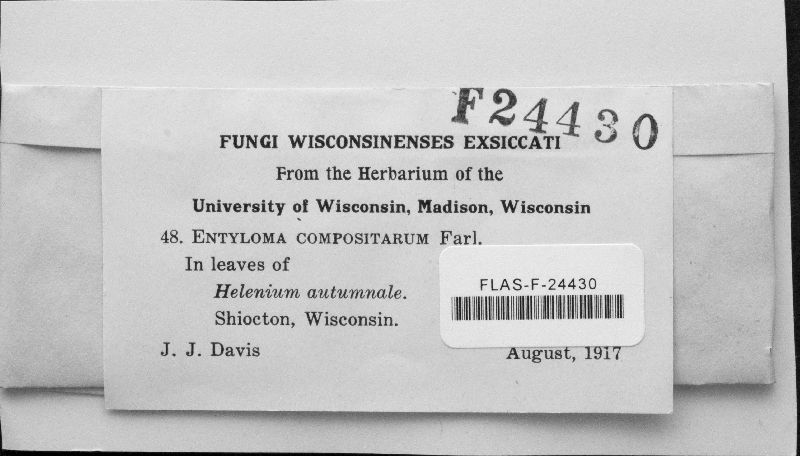 F24430
FUNGI WISCONSINENSES EXSICCATI
From the Herbarium of the
University of Wisconsin, Madison, Wisconsin
48. ENTYLOMA COMPOSITARUM Farl.
In leaves of
Helenium autumnale.
Shiocton, Wisconsin.
FLAS-F-24430
J. J. Davis August, 1917